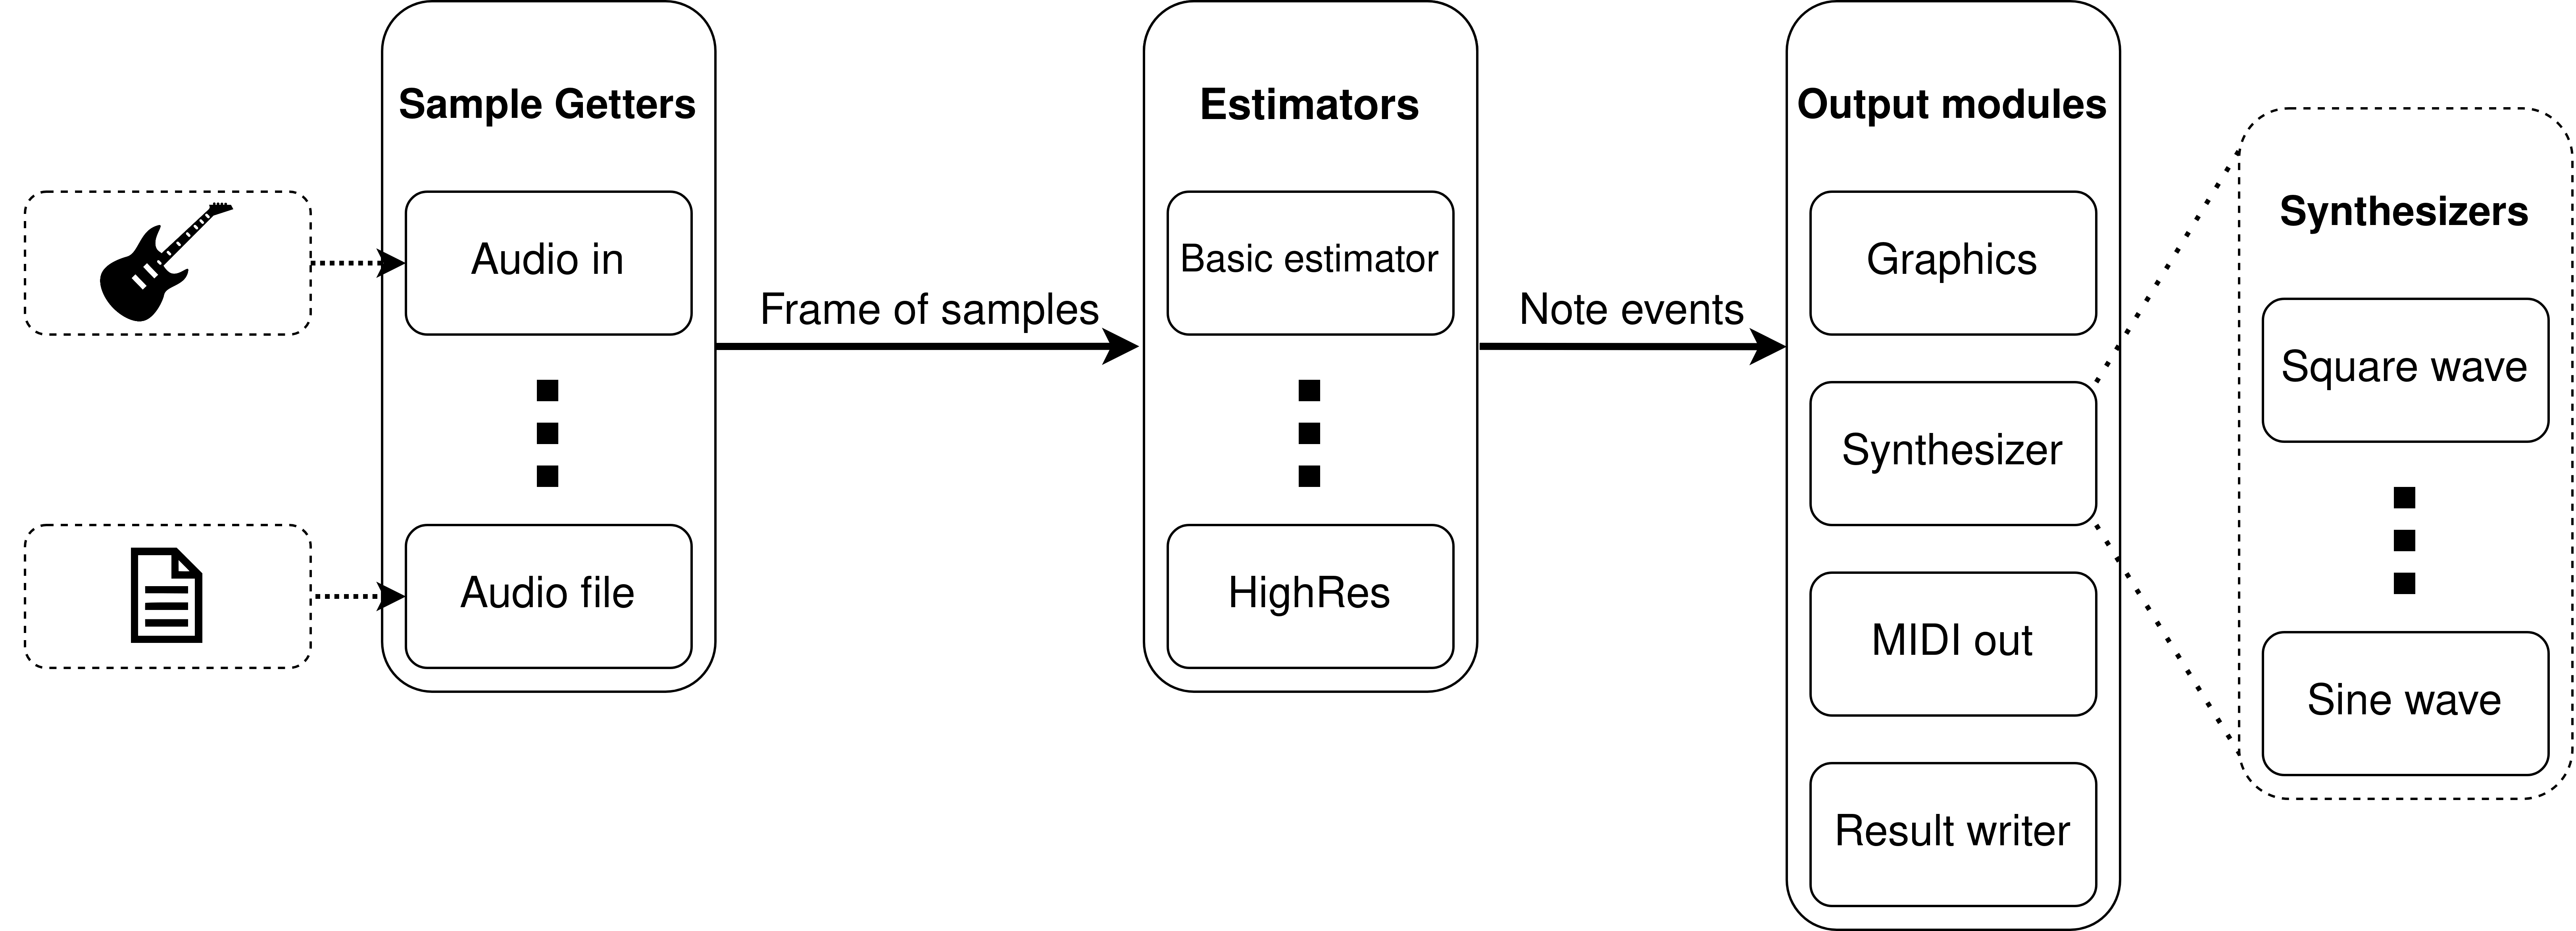 Sample Getters
Audio in
Audio file
Frame of samples
Estimators
Basic estimator
HighRes
Note events
Output modules
Graphics
Synthesizer
MIDI out
Result writer
Synthesizers
Square wave
Sine wave